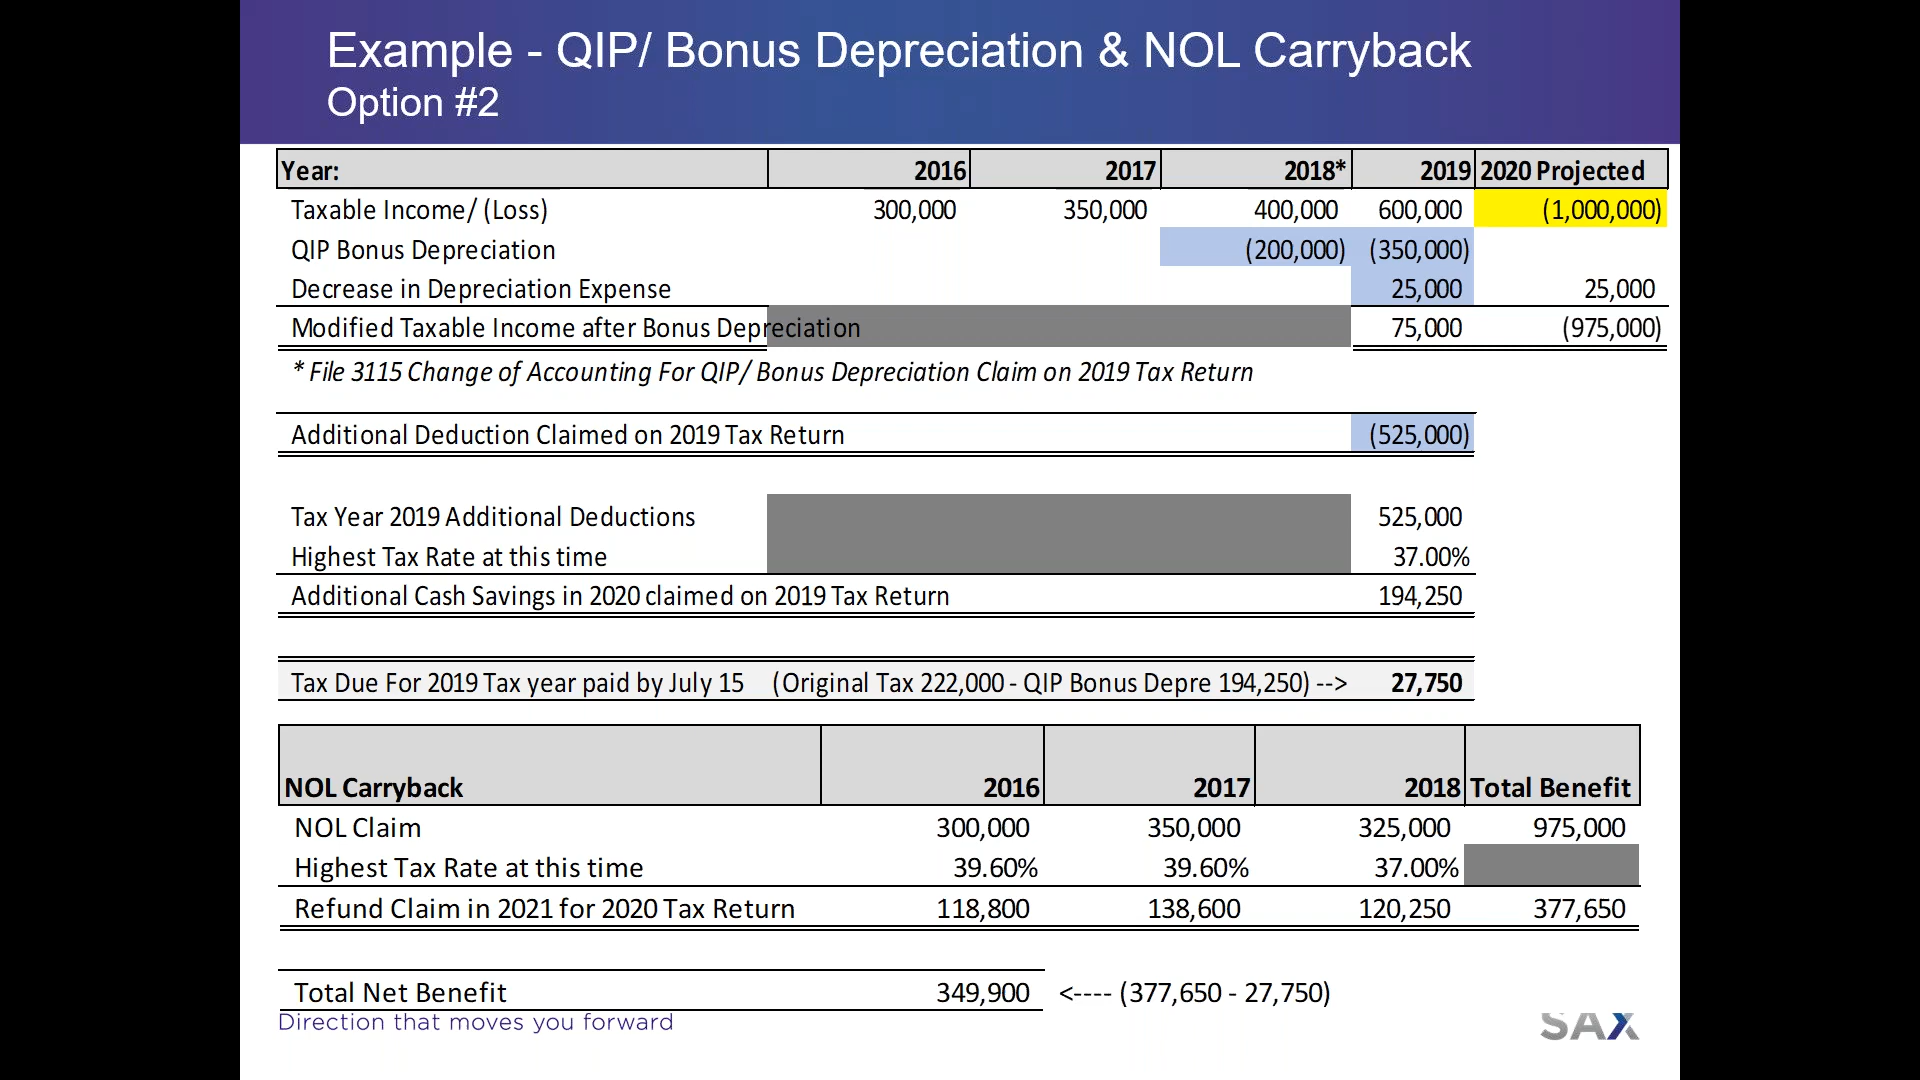 Example - QIP/ Bonus Depreciation & NOL Carryback
Option #2
Year: 2016 2017 2018* 2019 2020 Projected
Taxable Income/ (Loss) 300,000 350,000 400,000 600,000 (1,000,000)
QIP Bonus Depreciation (200,000) (350,000)
Decrease in Depreciation Expense 25,000 25,000
Modified Taxable Income after Bonus Depreciation 75,000 (975,000)
* File 3115 Change of Accounting For QIP/ Bonus Depreciation Claim on 2019 Tax Return
Additional Deduction Claimed on 2019 Tax Return (525,000)
Tax Year 2019 Additional Deductions 525,000
Highest Tax Rate at this time 37.00%
Additional Cash Savings in 2020 claimed on 2019 Tax Return 194,250
Tax Due For 2019 Tax year paid by July 15 (Original Tax 222,000 - QIP Bonus Depre 194,250) --> 27,750
NOL Carryback 2016 2017 2018 Total Benefit
NOL Claim 300,000 350,000 325,000 975,000
Highest Tax Rate at this time 39.60% 39.60% 37.00%
Refund Claim in 2021 for 2020 Tax Return 118,800 138,600 120,250 377,650
Total Net Benefit 349,900 <---- (377,650 - 27,750)
Direction that moves you forward
SAX